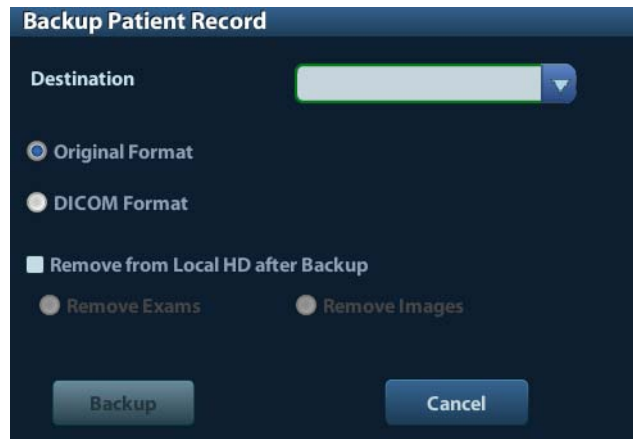 Backup Patient Record
Destination
Original Format
DICOM Format
Remove from Local HD after Backup
Remove Exams Remove Images
Backup Cancel